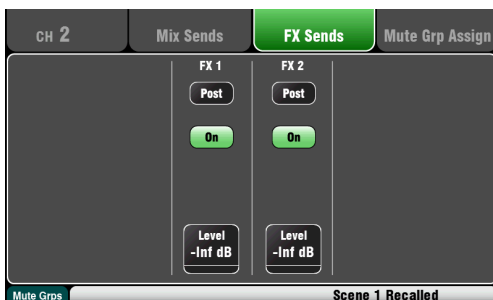 CH 2 Mix Sends FX Sends Mute Grp Assign
FX 1 FX 2
Post Post
On On
Level Level
-Inf dB -Inf dB
Mute Grps Scene 1 Recalled